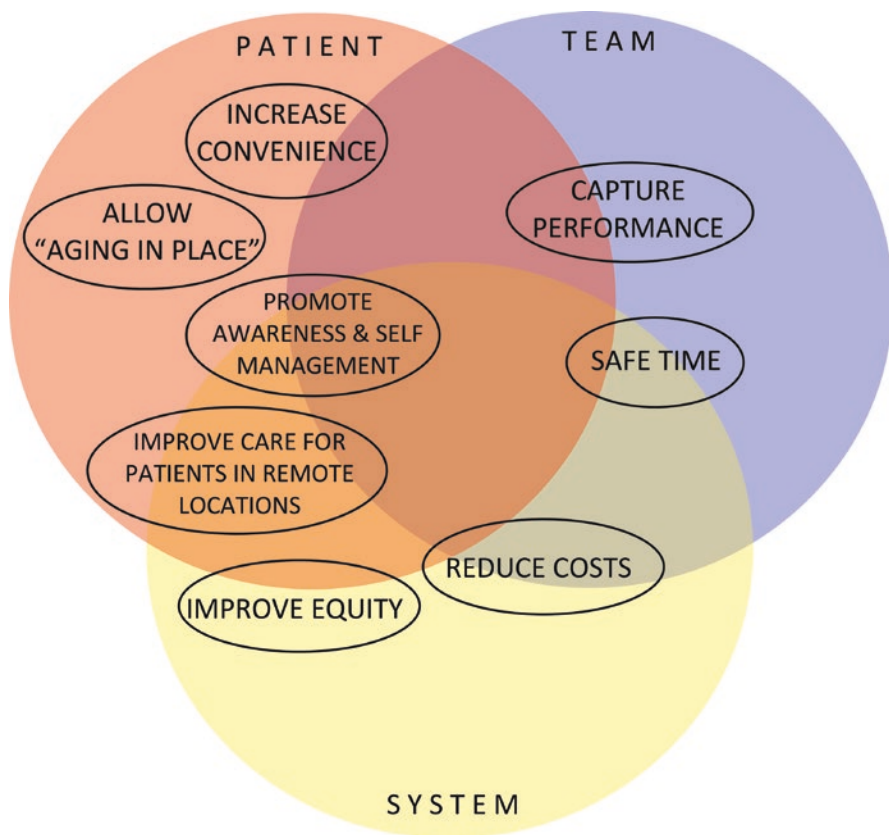 PATIENT
TEAM
INCREASE
CONVENIENCE
CAPTURE
PERFORMANCE
ALLOW
“AGING IN PLACE”
PROMOTE
AWARENESS & SELF
MANAGEMENT
SAFE TIME
IMPROVE CARE FOR
PATIENTS IN REMOTE
LOCATIONS
REDUCE COSTS
IMPROVE EQUITY
SYSTEM